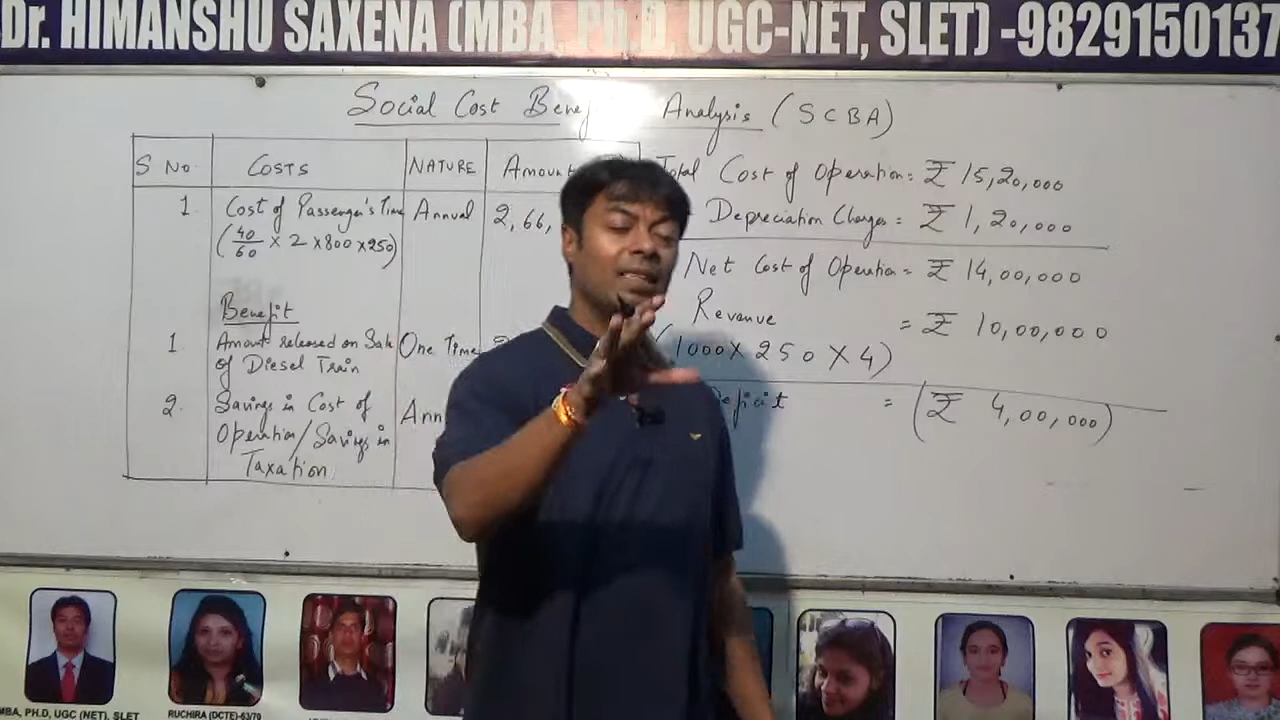 Dr. HIMANSHU SAXENA (MBA, Ph.D, UGC-NET, SLET) -9829150137
Social Cost Bene Analysis (SCBA)
S No. COSTS NATURE Amount
1. Cost of Passenger's Time Annual 2,66,
(40/60 × 2 × 800 × 250)
Benefit
1. Amount released on Sale One Time
of Diesel Train
2. Savings in Cost of Ann
Operation/Savings in
Taxation
Total Cost of Operation = ₹ 15,20,000
Depreciation Charges = ₹ 1,20,000
Net Cost of Operation = ₹ 14,00,000
Revenue = ₹ 10,00,000
(1000 × 250 × 4)
Deficit = (₹ 4,00,000)
MBA, PH.D, UGC (NET), SLET
RUCHIRA (DCTE)-63/70